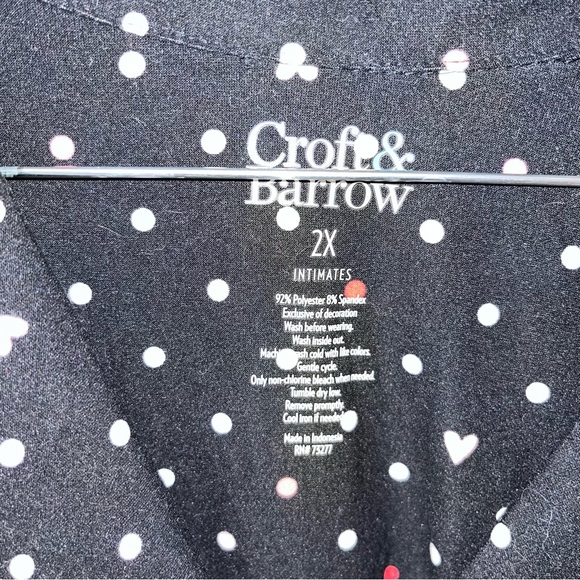 Croft &
Barrow
2X
INTIMATES
92% Polyester 8% Spandex
Exclusive of decoration
Wash before wearing.
Wash inside out.
Machine wash cold with like colors.
Gentle cycle.
Only non-chlorine bleach when needed.
Tumble dry low.
Remove promptly.
Cool iron if needed.
Made in Indonesia
RN# 73277